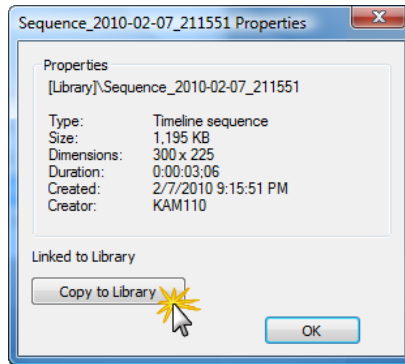 Sequence_2010-02-07_211551 Properties
Properties
[Library]\Sequence_2010-02-07_211551
Type: Timeline sequence
Size: 1,195 KB
Dimensions: 300 x 225
Duration: 0:00:03;06
Created: 2/7/2010 9:15:51 PM
Creator: KAM110
Linked to Library
Copy to Library
OK